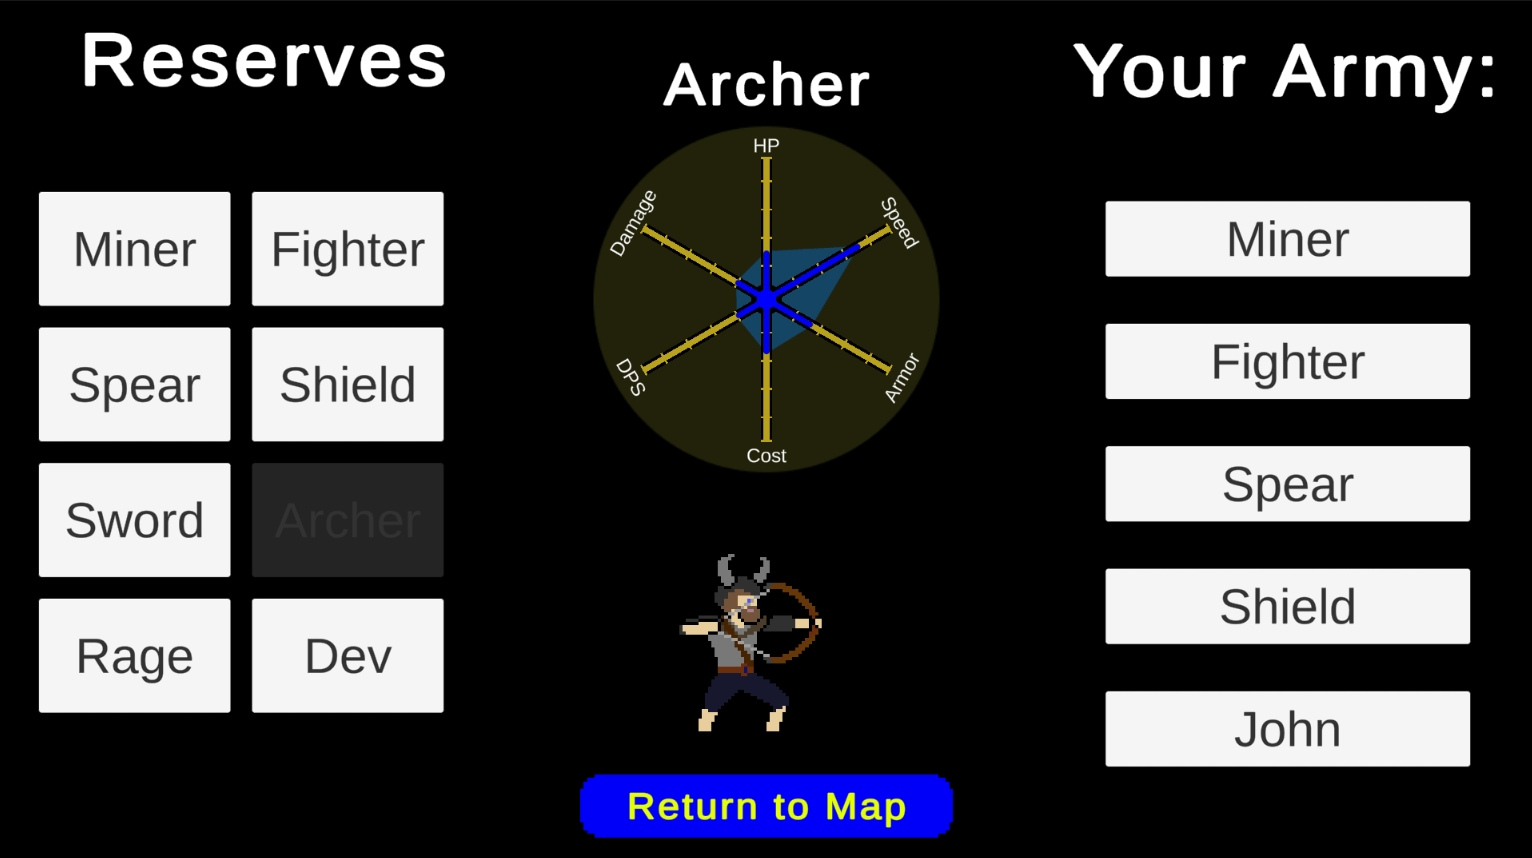 Reserves
Miner
Fighter
Spear
Shield
Sword
Archer
Rage
Dev
Archer
HP
Speed
Armor
Cost
DPS
Damage
Return to Map
Your Army:
Miner
Fighter
Spear
Shield
John